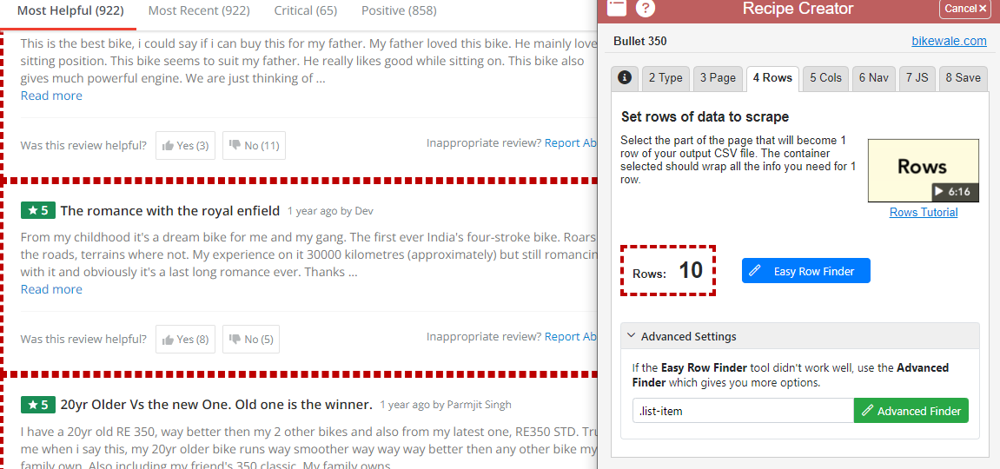 Most Helpful (922) Most Recent (922) Critical (65) Positive (858)
This is the best bike, i could say if i can buy this for my father. My father loved this bike. He mainly love
sitting position. This bike seems to suit my father. He really likes good while sitting on. This bike also
gives much powerful engine. We are just thinking of ...
Read more
Was this review helpful? Yes (3) No (11) Inappropriate review? Report Ab
★ 5 The romance with the royal enfield 1 year ago by Dev
From my childhood it's a dream bike for me and my gang. The first ever India's four-stroke bike. Roars
the roads, terrains where not. My experience on it 30000 kilometres (approximately) but still romancin
with it and obviously it's a last long romance ever. Thanks ...
Read more
Was this review helpful? Yes (8) No (5) Inappropriate review? Report Ab
★ 5 20yr Older Vs the new One. Old one is the winner. 1 year ago by Parmjit Singh
I have a 20yr old RE 350, way better then my 2 other bikes and also from my latest one, RE350 STD. Tru
me when i say this, my 20yr older bike runs way smoother way way way better then any other bike my
family own. Also including my friend's 350 classic. My family owns
? Recipe Creator Cancel ×
Bullet 350 bikewale.com
2 Type 3 Page 4 Rows 5 Cols 6 Nav 7 JS 8 Save
Set rows of data to scrape
Select the part of the page that will become 1
row of your output CSV file. The container
selected should wrap all the info you need for 1
row.
Rows
6:16
Rows Tutorial
Rows: 10 Easy Row Finder
Advanced Settings
If the Easy Row Finder tool didn't work well, use the Advanced
Finder which gives you more options.
.list-item Advanced Finder